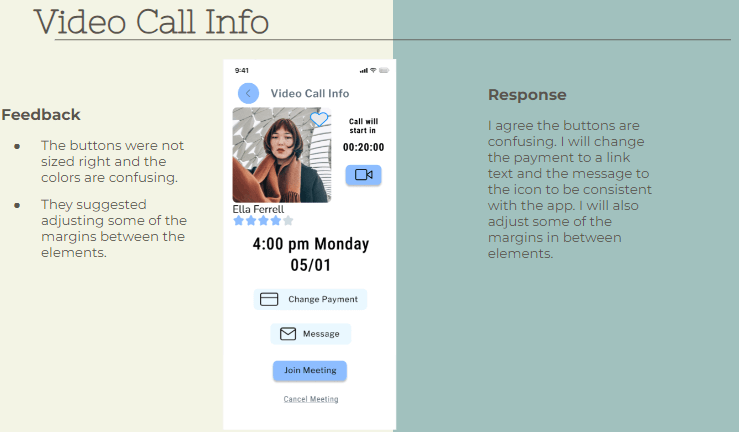 Video Call Info
Feedback
● The buttons were not
sized right and the
colors are confusing.
● They suggested
adjusting some of the
margins between the
elements.
9:41
Video Call Info
Call will
start in
00:20:00
Ella Ferrell
4:00 pm Monday
05/01
Change Payment
Message
Join Meeting
Cancel Meeting
Response
I agree the buttons are
confusing. I will change
the payment to a link
text and the message to
the icon to be consistent
with the app. I will also
adjust some of the
margins in between
elements.